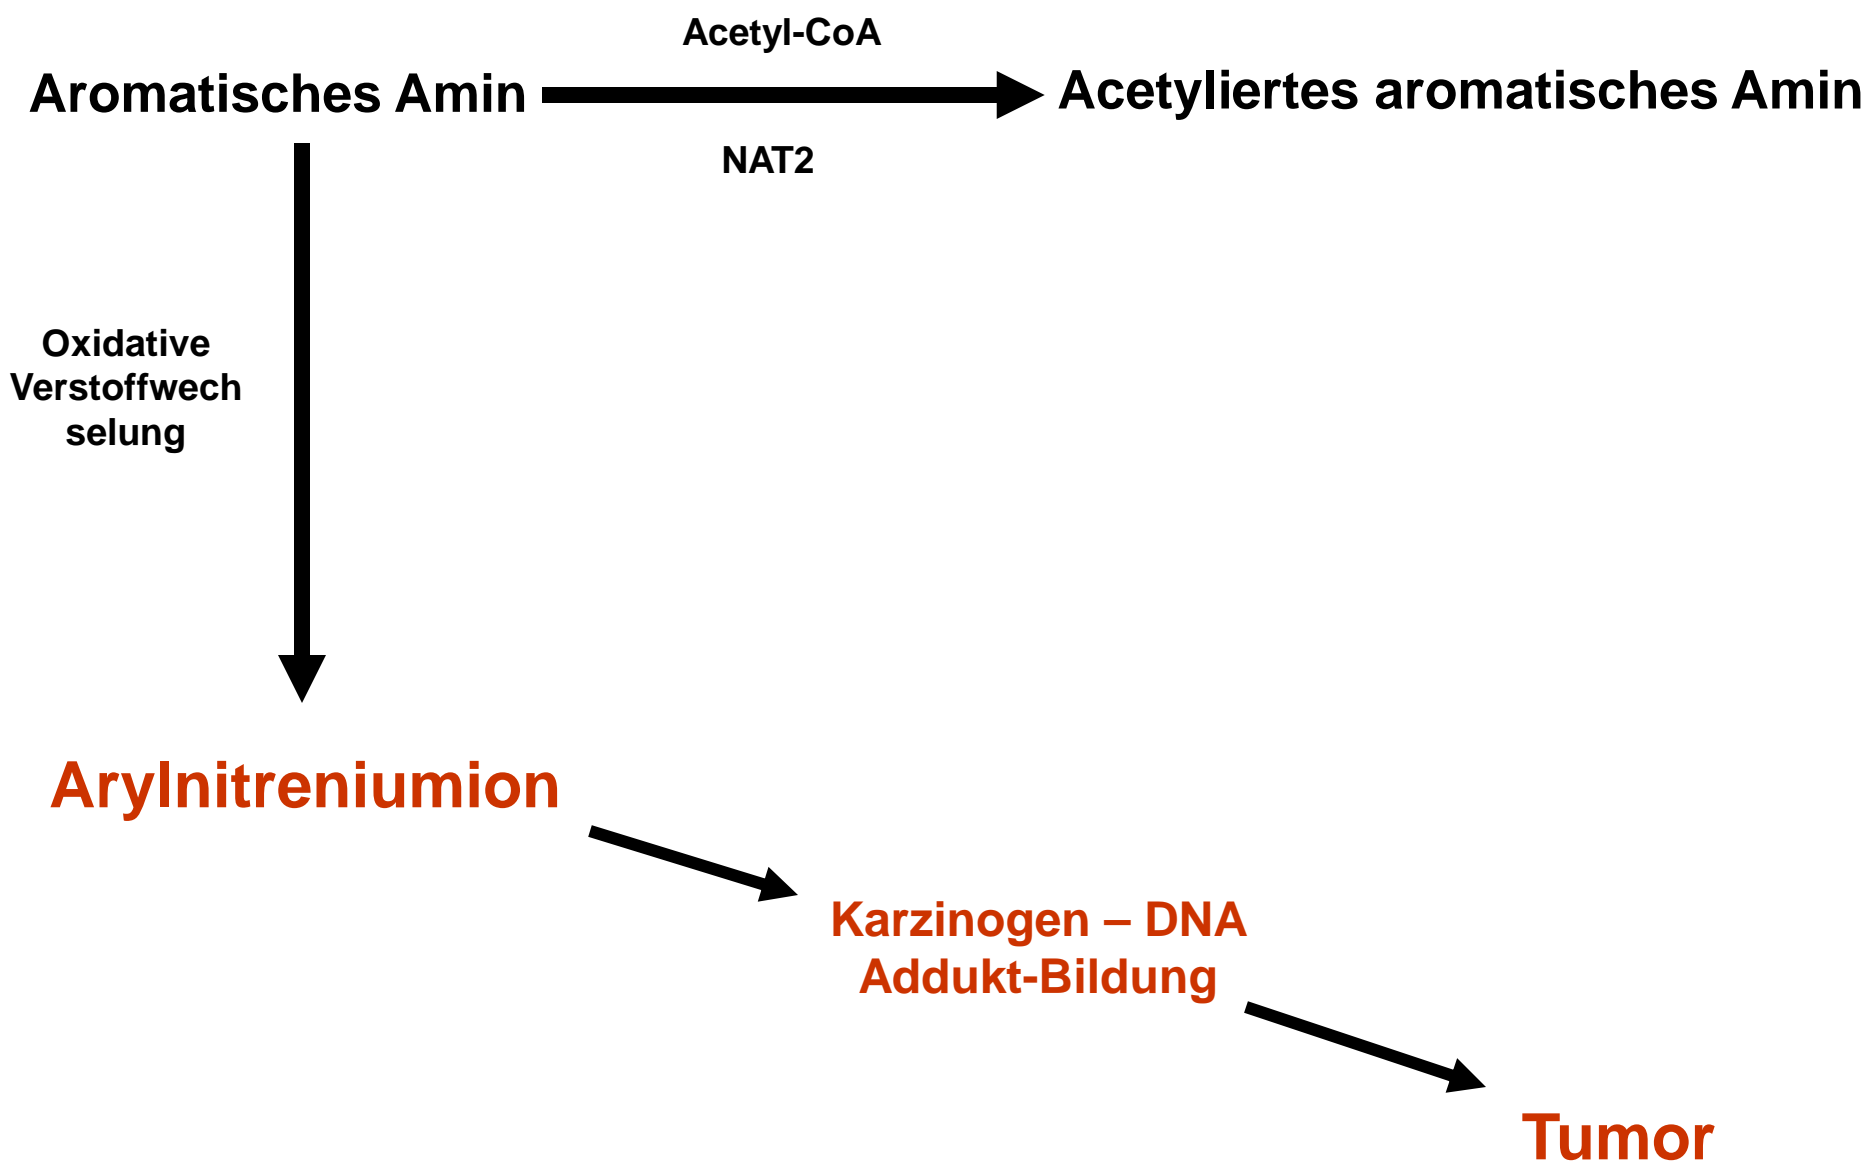 Acetyl-CoA
Aromatisches Amin
Acetyliertes aromatisches Amin
NAT2
Oxidative
Verstoffwech
selung
Arylnitreniumion
Karzinogen – DNA
Addukt-Bildung
Tumor